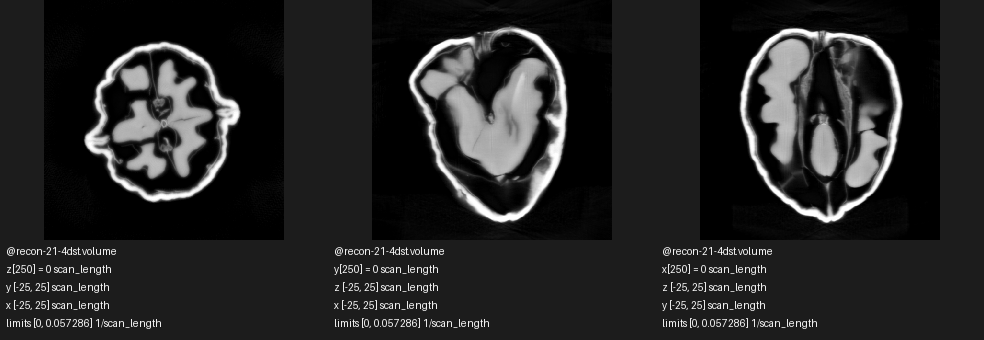 @recon-21-4dst.volume
z[250] = 0 scan_length
y [-25, 25] scan_length
x [-25, 25] scan_length
limits [0, 0.057286] 1/scan_length
@recon-21-4dst.volume
y[250] = 0 scan_length
z [-25, 25] scan_length
x [-25, 25] scan_length
limits [0, 0.057286] 1/scan_length
@recon-21-4dst.volume
x[250] = 0 scan_length
z [-25, 25] scan_length
y [-25, 25] scan_length
limits [0, 0.057286] 1/scan_length